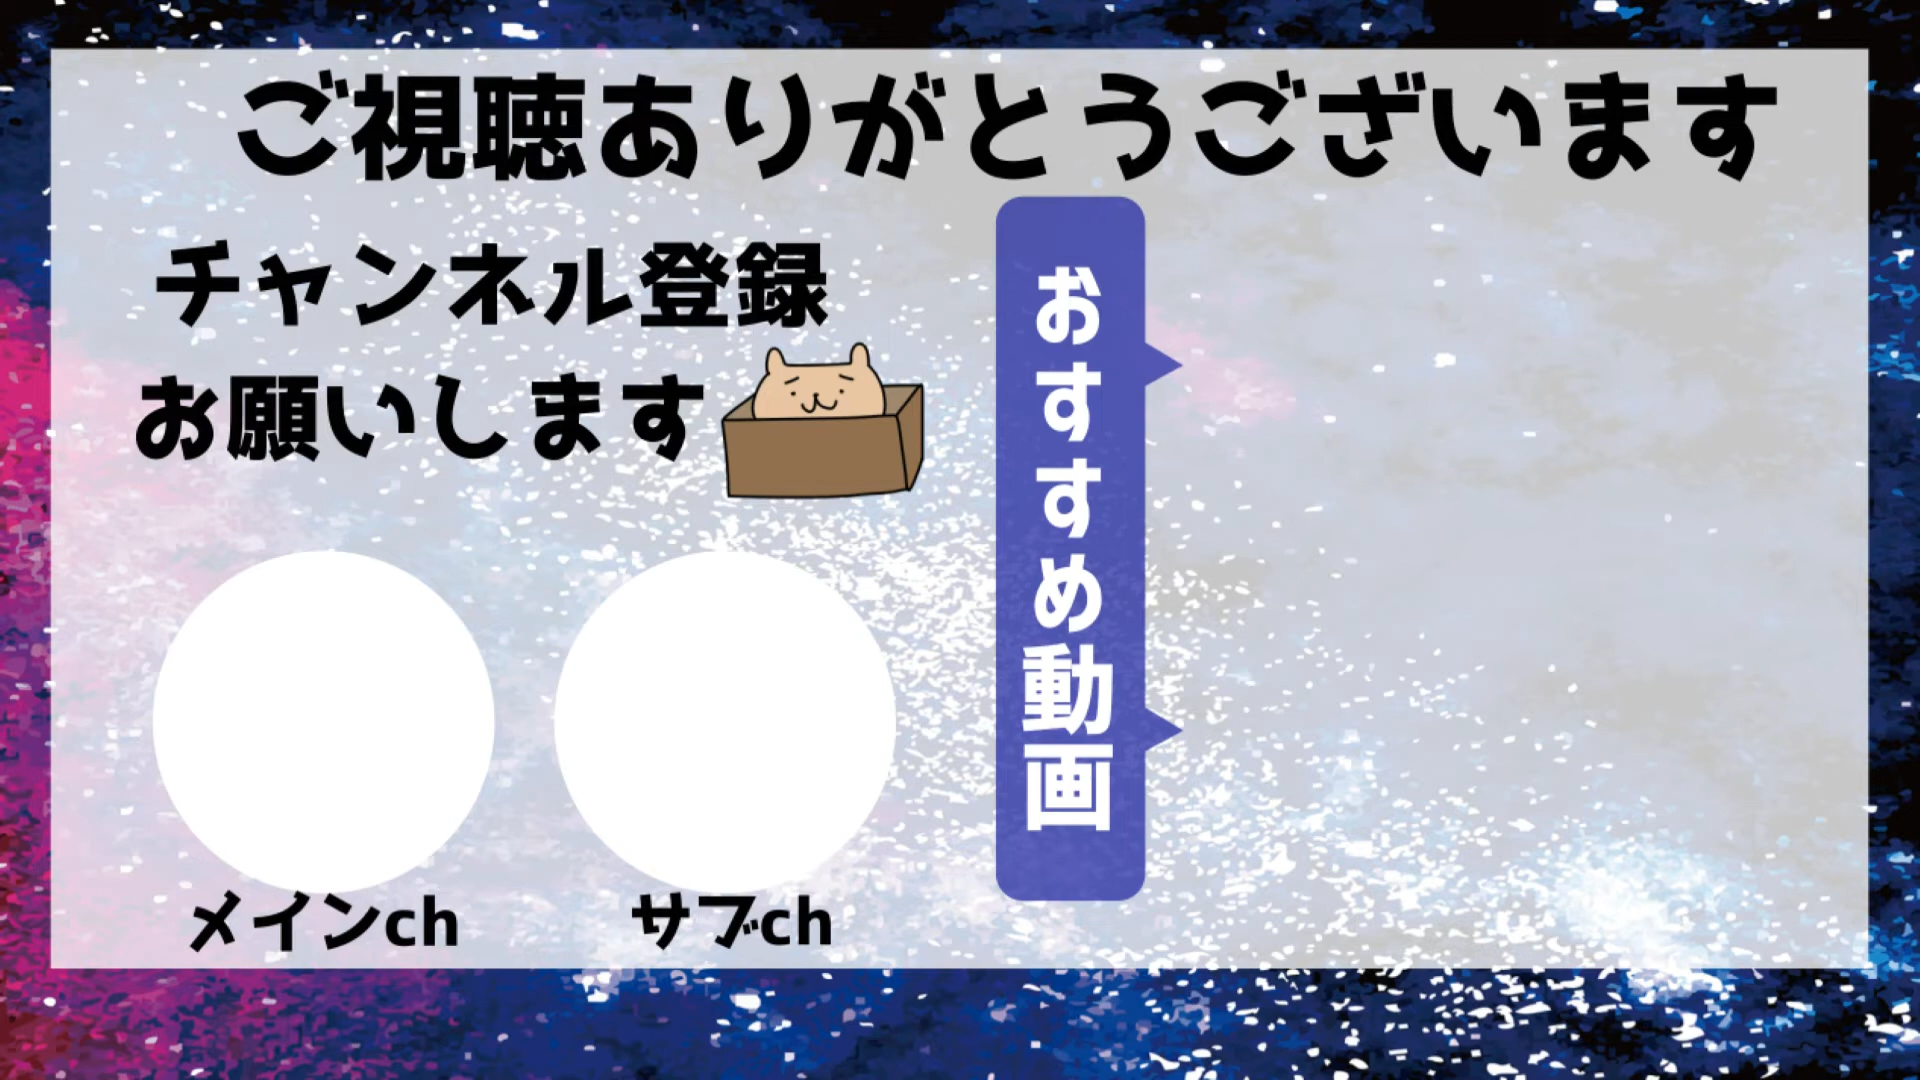 ご視聴ありがとうございます
チャンネル登録
お願いします
おすすめ動画
メインch
サブch